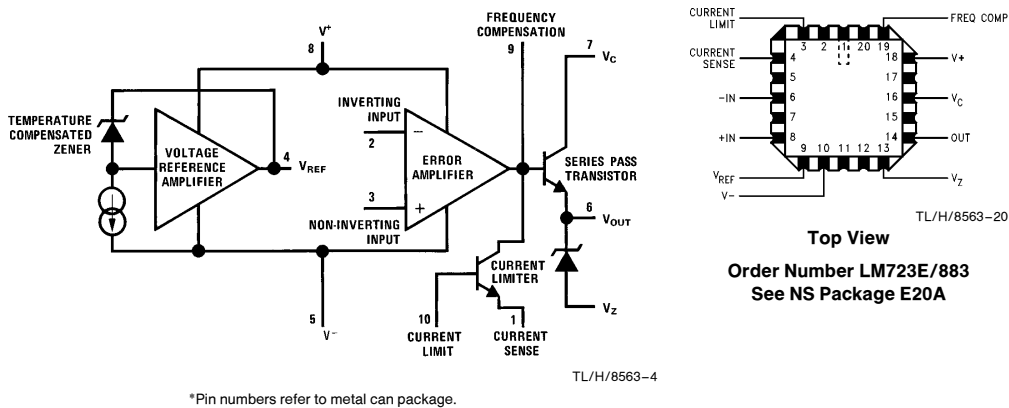 FREQUENCY
COMPENSATION
9
V+
8
7
VC
TEMPERATURE
COMPENSATED
ZENER
VOLTAGE
REFERENCE
AMPLIFIER
4
VREF
INVERTING
INPUT
2
−
ERROR
AMPLIFIER
3
+
NON-INVERTING
INPUT
SERIES PASS
TRANSISTOR
6
VOUT
CURRENT
LIMITER
VZ
5
V−
10
CURRENT
LIMIT
1
CURRENT
SENSE
TL/H/8563–4
*Pin numbers refer to metal can package.
CURRENT
LIMIT
FREQ COMP
3 2 1 20 19
CURRENT
SENSE
4
18
V+
5
17
−IN
6
16
VC
7
15
+IN
8
14
OUT
9 10 11 12 13
VREF
V−
VZ
TL/H/8563–20
Top View
Order Number LM723E/883
See NS Package E20A